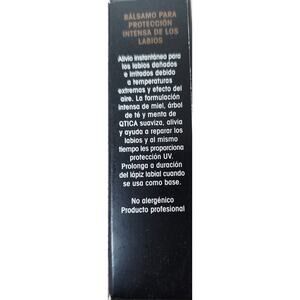 BÁLSAMO PARA
PROTECCIÓN
INTENSA DE LOS
LABIOS
Alivio instantáneo para
los labios dañados
e irritados debido
a temperaturas
extremas y efecto del
aire. La formulación
intensa de miel, árbol
de té y menta de
QTICA suaviza, alivia
y ayuda a reparar los
labios y al mismo
tiempo les proporciona
protección UV.
Prolonga a duración
del lápiz labial cuando
se usa como base.
No alergénico
Producto profesional